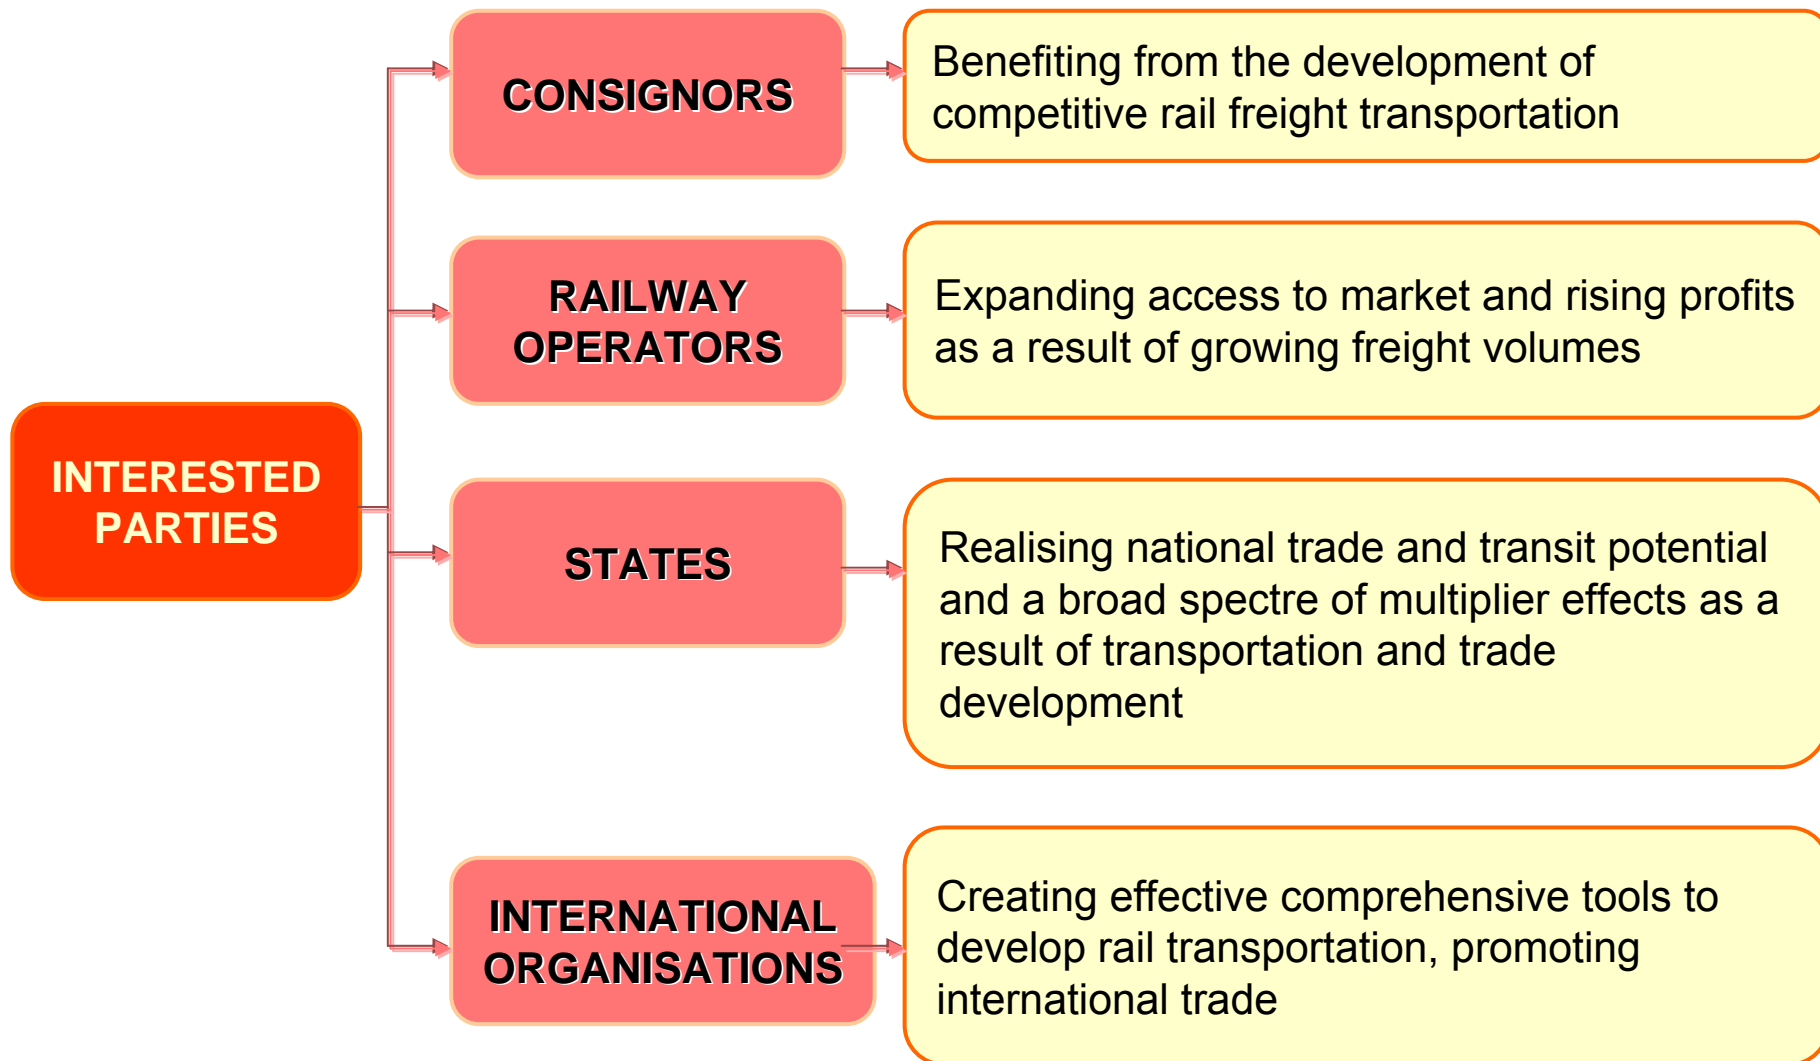 INTERESTED
PARTIES
CONSIGNORS
Benefiting from the development of
competitive rail freight transportation
RAILWAY
OPERATORS
Expanding access to market and rising profits
as a result of growing freight volumes
STATES
Realising national trade and transit potential
and a broad spectre of multiplier effects as a
result of transportation and trade
development
INTERNATIONAL
ORGANISATIONS
Creating effective comprehensive tools to
develop rail transportation, promoting
international trade